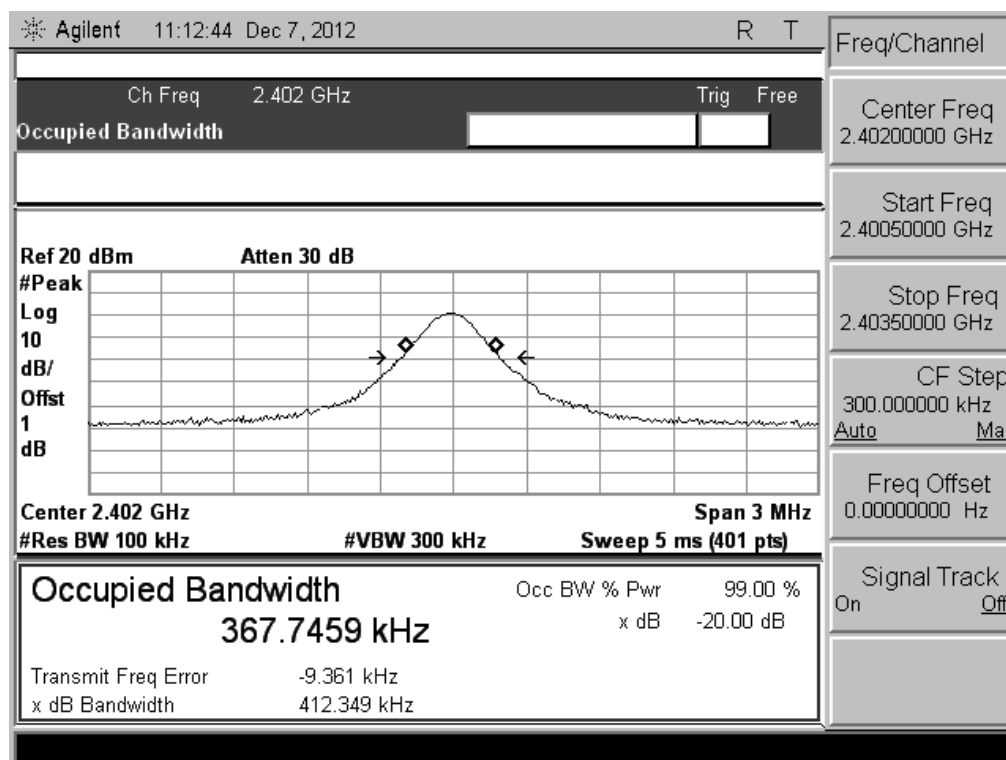 Agilent 11:12:44 Dec 7, 2012 R T
Ch Freq 2.402 GHz Trig Free
Occupied Bandwidth
Ref 20 dBm Atten 30 dB
#Peak
Log
10
dB/
Offst
1
dB
Center 2.402 GHz Span 3 MHz
#Res BW 100 kHz #VBW 300 kHz Sweep 5 ms (401 pts)
Occupied Bandwidth
367.7459 kHz
Occ BW % Pwr 99.00 %
x dB -20.00 dB
Transmit Freq Error -9.361 kHz
x dB Bandwidth 412.349 kHz
Freq/Channel
Center Freq
2.40200000 GHz
Start Freq
2.40050000 GHz
Stop Freq
2.40350000 GHz
CF Step
300.000000 kHz
Auto Ma
Freq Offset
0.00000000 Hz
Signal Track
On Off